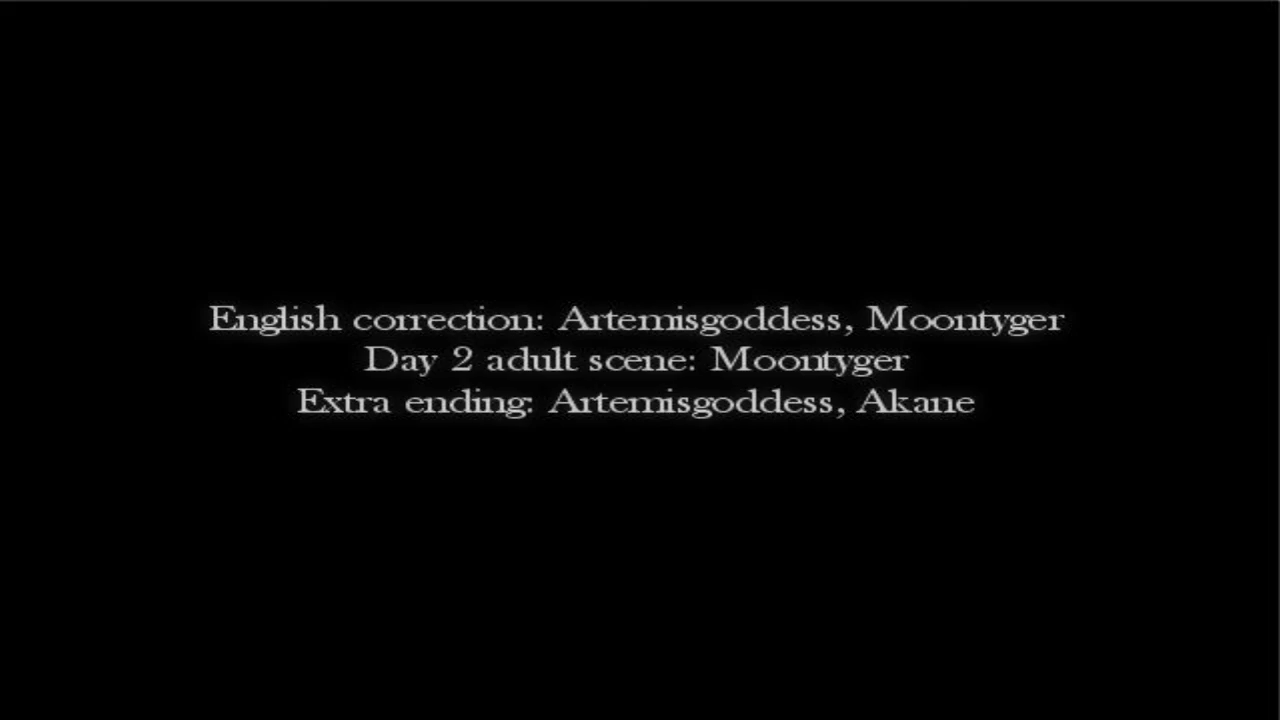 English correction: Artemisgoddess, Moontyger
Day 2 adult scene: Moontyger
Extra ending: Artemisgoddess, Akane